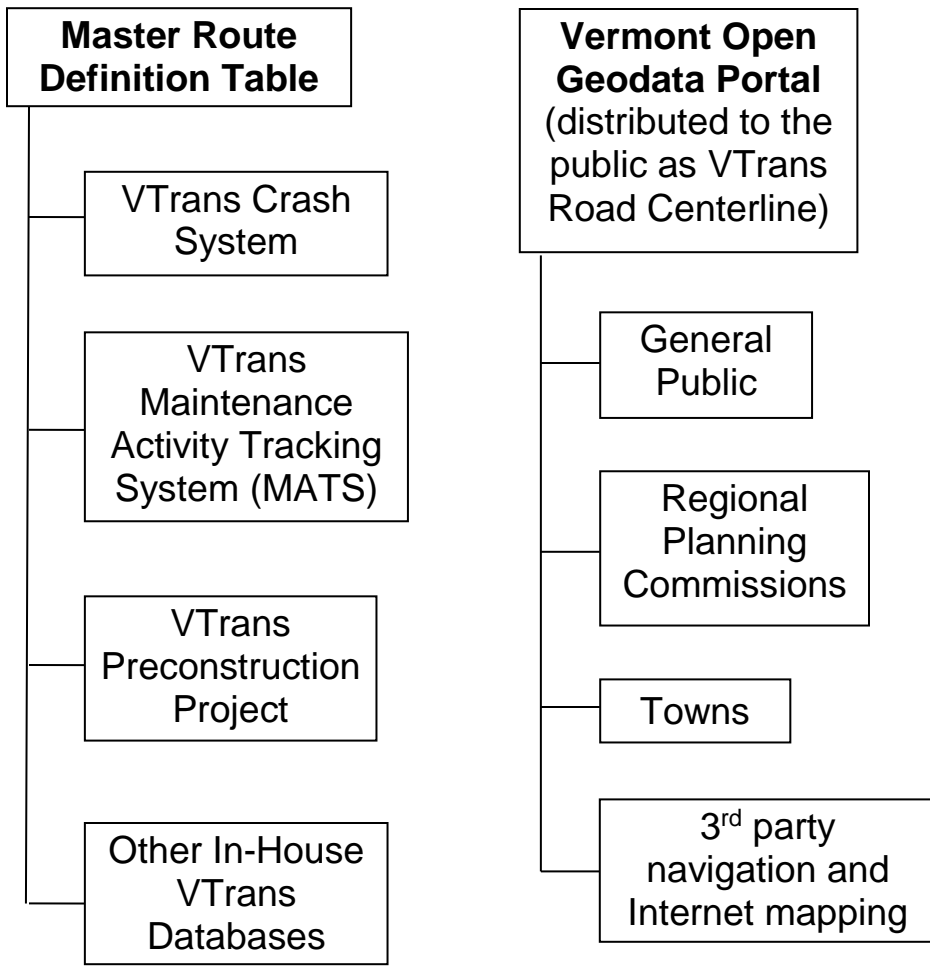 Master Route
Definition Table
VTrans Crash
System
VTrans
Maintenance
Activity Tracking
System (MATS)
VTrans
Preconstruction
Project
Other In-House
VTrans
Databases
Vermont Open
Geodata Portal
(distributed to the
public as VTrans
Road Centerline)
General
Public
Regional
Planning
Commissions
Towns
3rd party
navigation and
Internet mapping